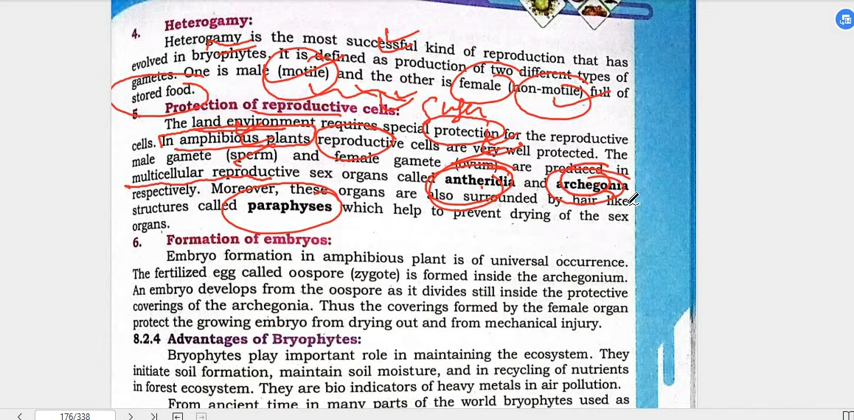 4. Heterogamy:
Heterogamy is the most successful kind of reproduction that has
evolved in bryophytes. It is defined as production of two different types of
gametes. One is male (motile) and the other is female (non-motile) full of
stored food.
5. Protection of reproductive cells:
The land environment requires special protection for the reproductive
cells. In amphibious plants reproductive cells are very well protected. The
male gamete (sperm) and female gamete (ovum) are produced in
multicellular reproductive sex organs called antheridia and archegonia
respectively. Moreover, these organs are also surrounded by hair like
structures called paraphyses which help to prevent drying of the sex
organs.
6. Formation of embryos:
Embryo formation in amphibious plant is of universal occurrence.
The fertilized egg called oospore (zygote) is formed inside the archegonium.
An embryo develops from the oospore as it divides still inside the protective
coverings of the archegonia. Thus the coverings formed by the female organ
protect the growing embryo from drying out and from mechanical injury.
8.2.4 Advantages of Bryophytes:
Bryophytes play important role in maintaining the ecosystem. They
initiate soil formation, maintain soil moisture, and in recycling of nutrients
in forest ecosystem. They are bio indicators of heavy metals in air pollution.
From ancient time in many parts of the world bryophytes used as
176/338